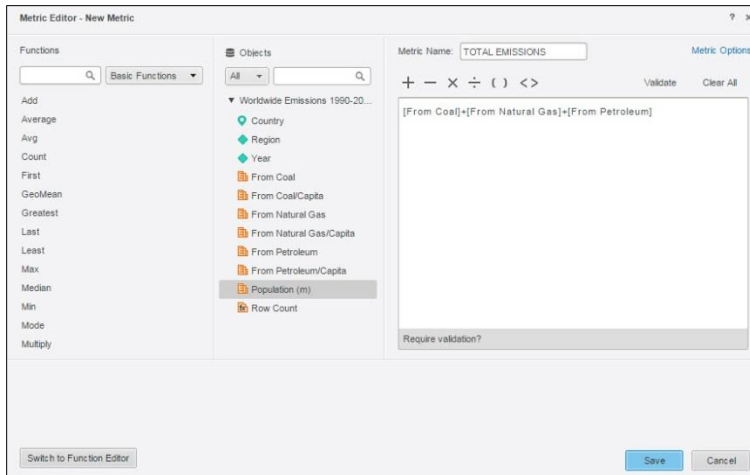 Metric Editor - New Metric
? ×
Functions
Basic Functions
Add
Average
Avg
Count
First
GeoMean
Greatest
Last
Least
Max
Median
Min
Mode
Multiply
Objects
All
Worldwide Emissions 1990-20...
Country
Region
Year
From Coal
From Coal/Capita
From Natural Gas
From Natural Gas/Capita
From Petroleum
From Petroleum/Capita
Population (m)
fx Row Count
Metric Name: TOTAL EMISSIONS
Metric Options
+ − × ÷ ( ) <>
Validate Clear All
[From Coal]+[From Natural Gas]+[From Petroleum]
Require validation?
Switch to Function Editor
Save Cancel